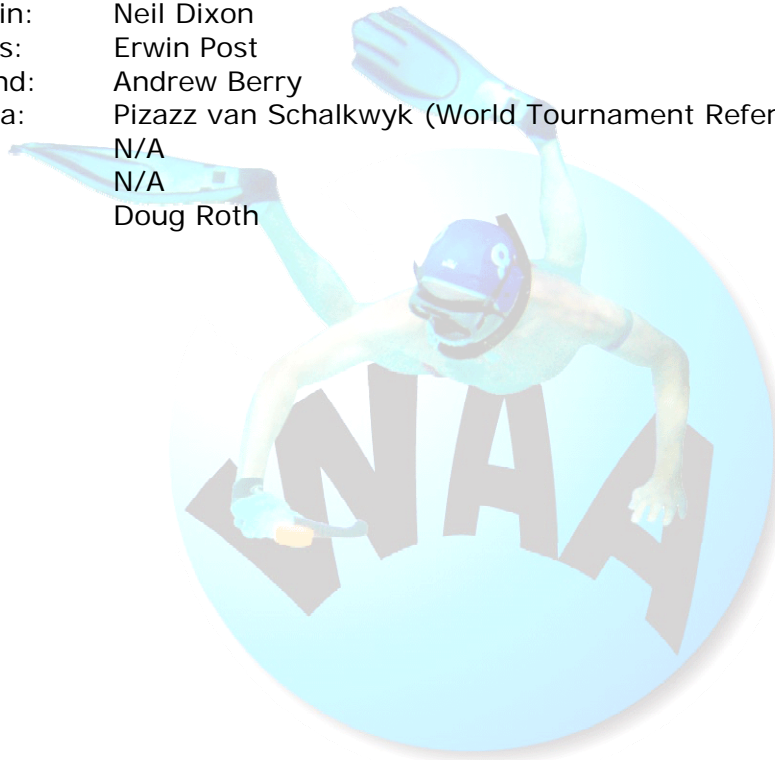 in: Neil Dixon
s: Erwin Post
nd: Andrew Berry
a: Pizazz van Schalkwyk (World Tournament Refer
N/A
N/A
Doug Roth
WAA